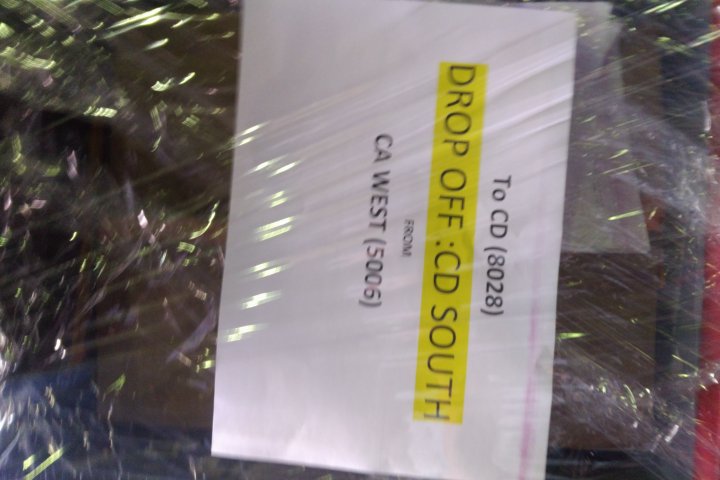 To CD (8028)
DROP OFF :CD SOUTH
FROM
CA WEST (5006)